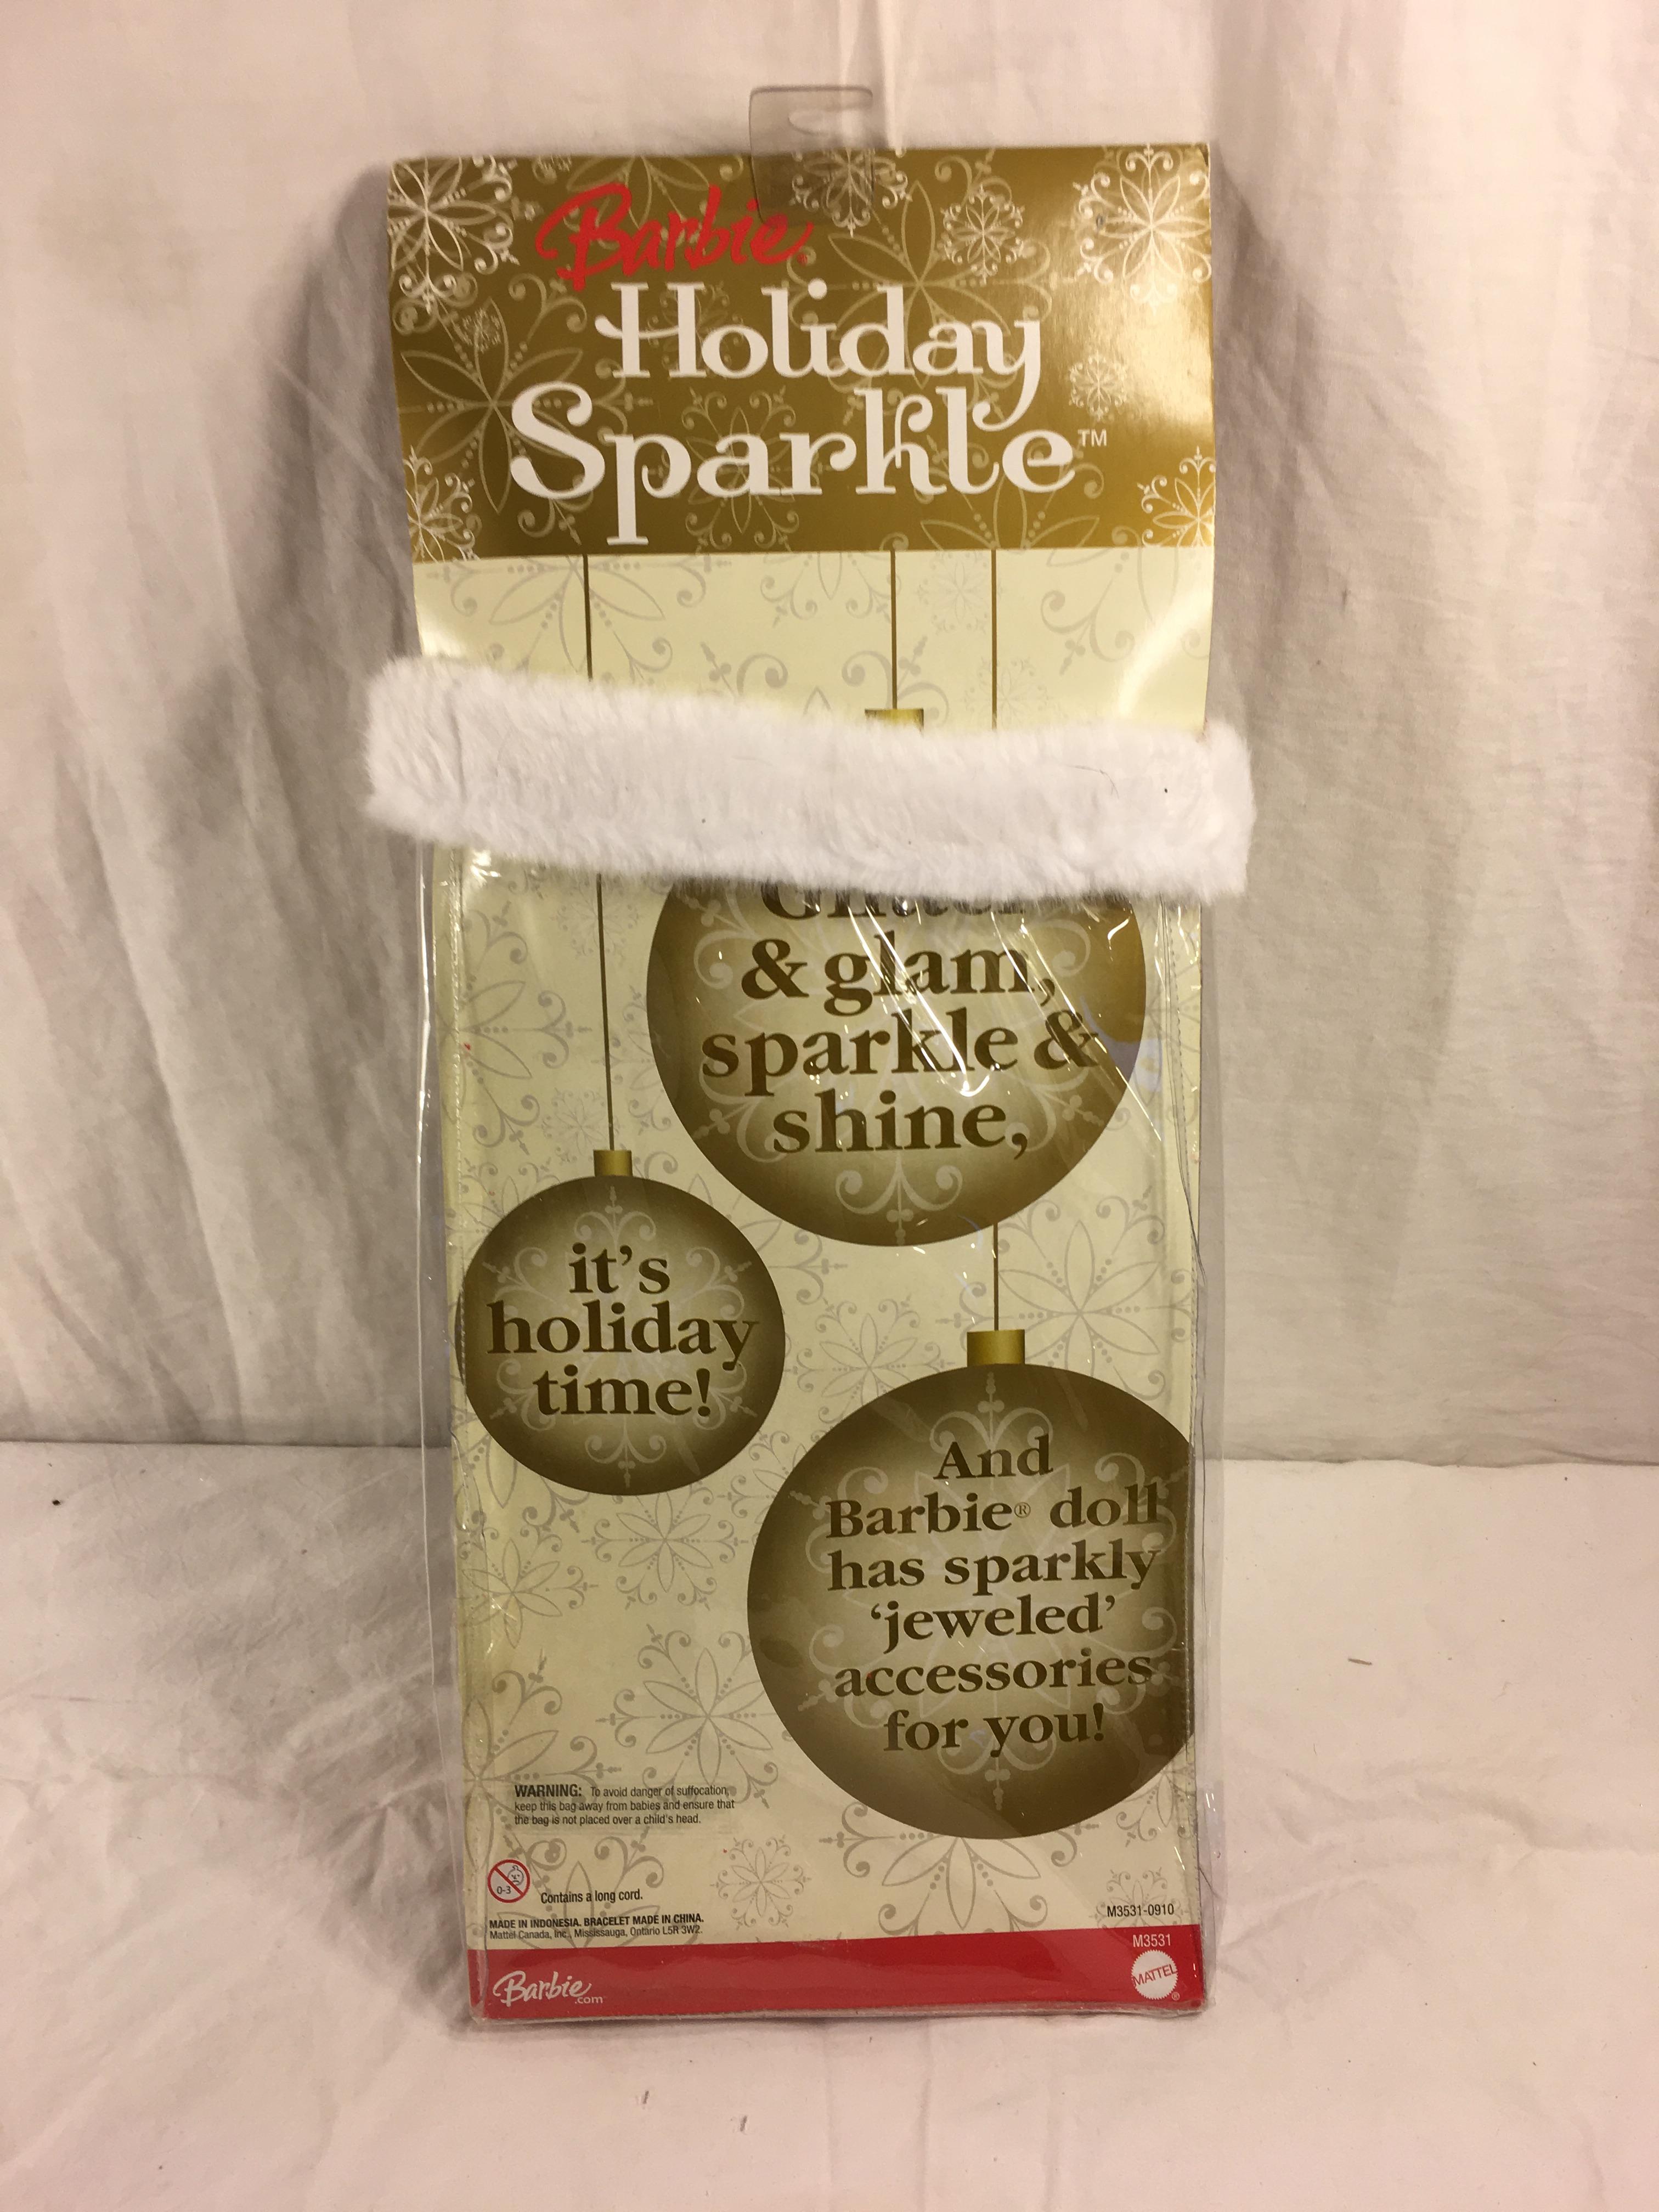 Barbie
Holiday
Sparkle™
& glam,
sparkle &
shine,
it's
holiday
time!
And
Barbie® doll
has sparkly
'jeweled'
accessories
for you!
WARNING: To avoid danger of suffocation,
keep this bag away from babies and ensure that
the bag is not placed over a child's head.
0-3
Contains a long cord.
MADE IN INDONESIA. BRACELET MADE IN CHINA.
Mattel Canada, Inc., Mississauga, Ontario L5R 3W2.
M3531-0910
M3531
Barbie.com
MATTEL®